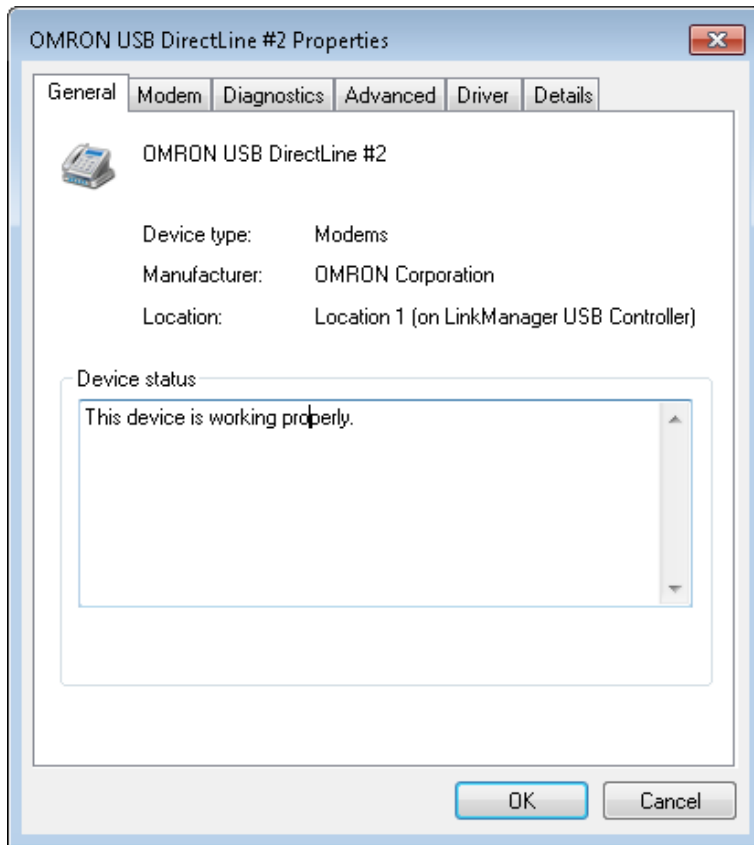 OMRON USB DirectLine #2 Properties
General Modem Diagnostics Advanced Driver Details
OMRON USB DirectLine #2
Device type: Modems
Manufacturer: OMRON Corporation
Location: Location 1 (on LinkManager USB Controller)
Device status
This device is working properly.
OK Cancel